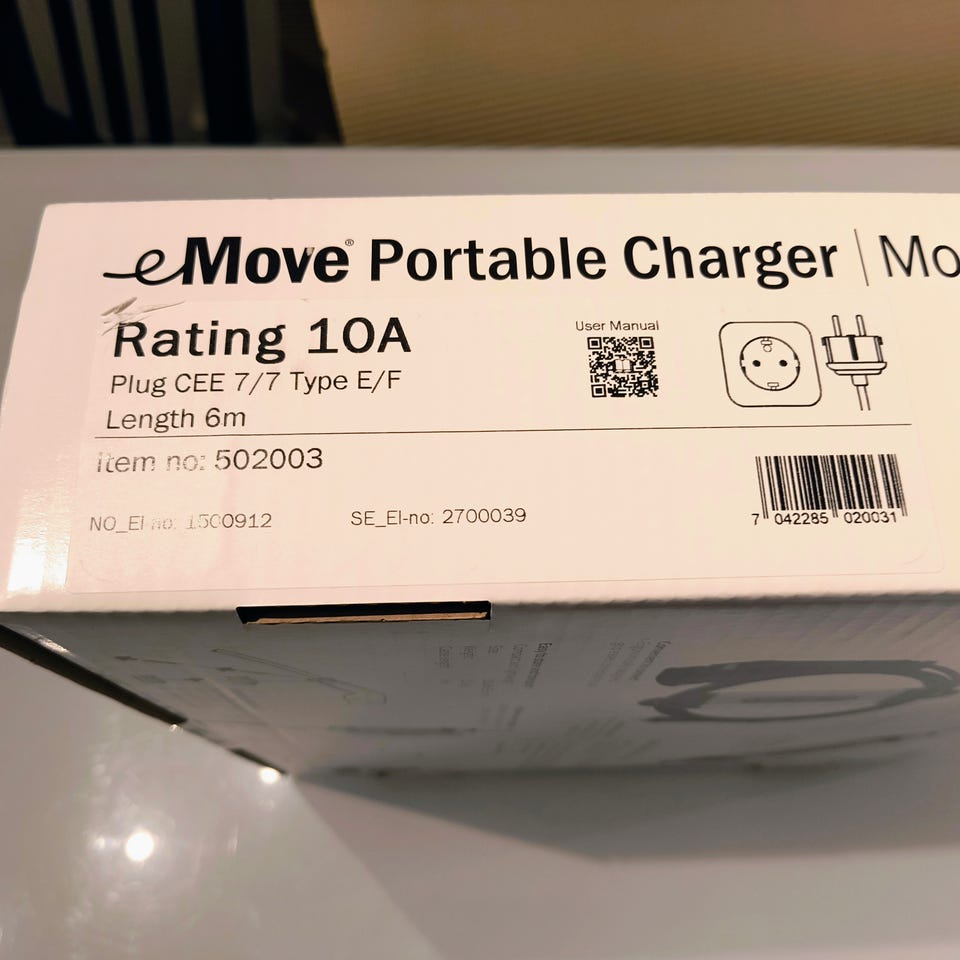 eMove® Portable Charger | Mo
Rating 10A
Plug CEE 7/7 Type E/F
Length 6m
User Manual
Item no: 502003
NO_El-no: 1500912
SE_El-no: 2700039
7 042285 020031